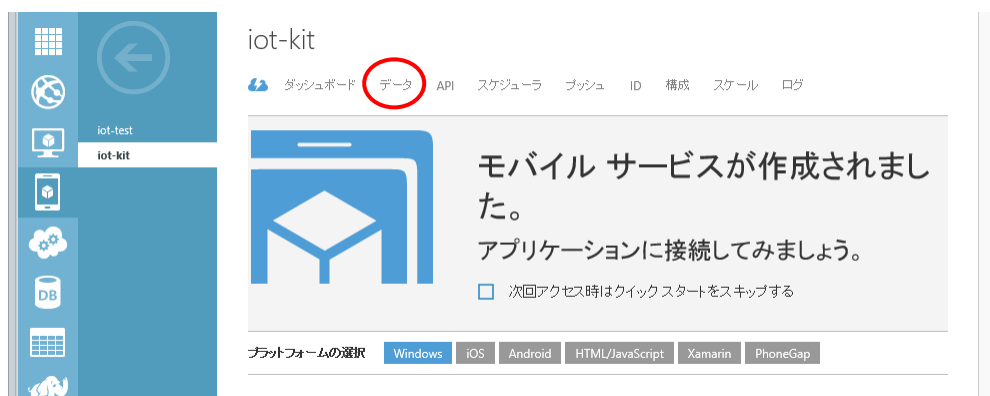 iot-kit
ダッシュボード データ API スケジューラ プッシュ ID 構成 スケール ログ
iot-test
iot-kit
モバイル サービスが作成されまし
た。
アプリケーションに接続してみましょう。
次回アクセス時はクイック スタートをスキップする
プラットフォームの選択 Windows iOS Android HTML/JavaScript Xamarin PhoneGap
DB